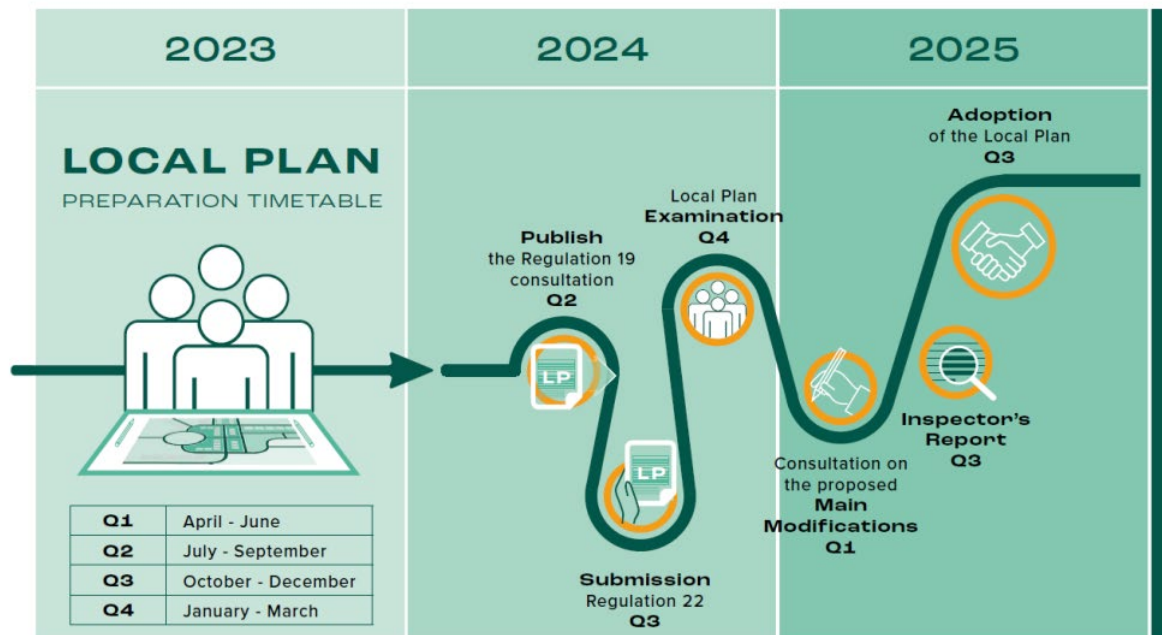 2023
2024
2025
LOCAL PLAN
PREPARATION TIMETABLE
Q1 April - June
Q2 July - September
Q3 October - December
Q4 January - March
Publish
the Regulation 19
consultation
Q2
LP
LP
Submission
Regulation 22
Q3
Local Plan
Examination
Q4
Consultation on
the proposed
Main
Modifications
Q1
Inspector's
Report
Q3
Adoption
of the Local Plan
Q3